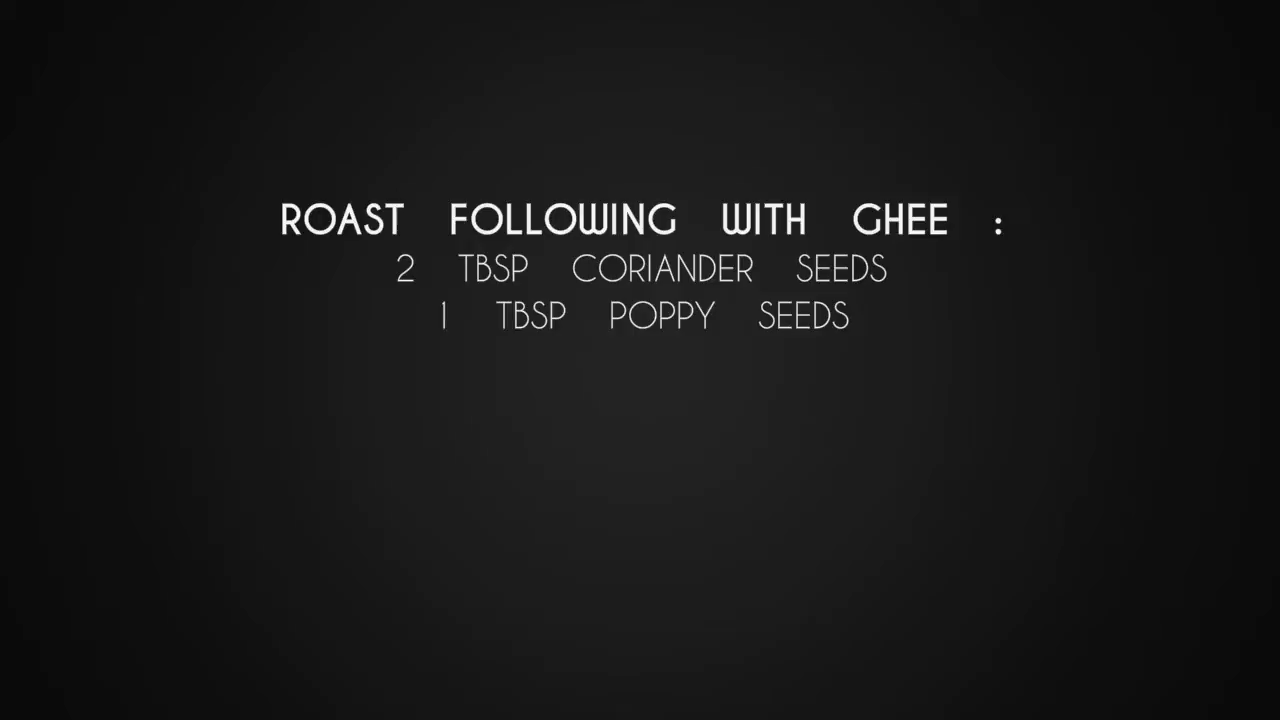 ROAST FOLLOWING WITH GHEE :
2 TBSP CORIANDER SEEDS
1 TBSP POPPY SEEDS